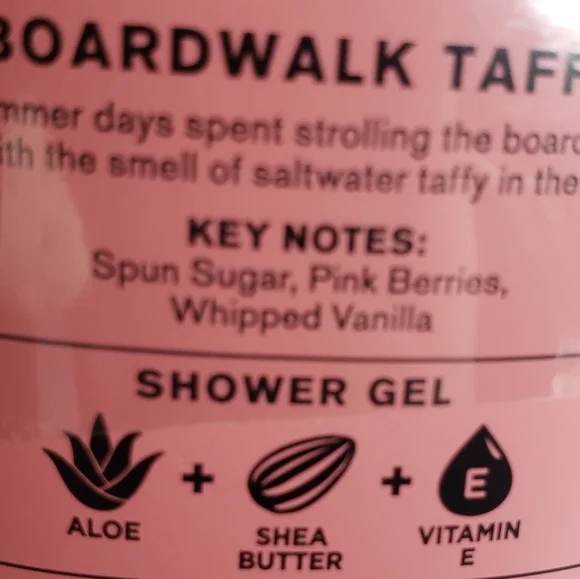 BOARDWALK TAFF
mmer days spent strolling the board
ith the smell of saltwater taffy in the
KEY NOTES:
Spun Sugar, Pink Berries,
Whipped Vanilla
SHOWER GEL
E
ALOE + SHEA BUTTER + VITAMIN E